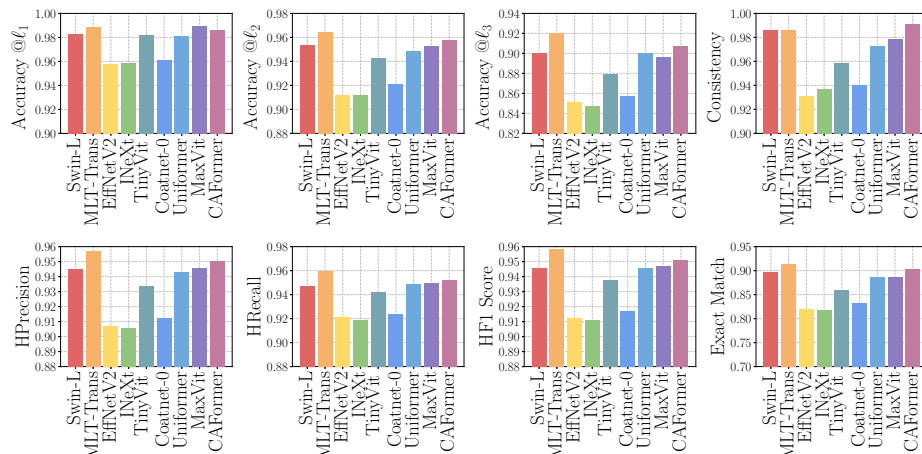 Accuracy @ℓ1
1.00
0.98
0.96
0.94
0.92
0.90
Swin-L
MLT-Trans
EffNetV2
INeXt
TinyVit
Coatnet-0
Uniformer
MaxVit
CAFormer
Accuracy @ℓ2
0.98
0.96
0.94
0.92
0.90
0.88
Swin-L
MLT-Trans
EffNetV2
INeXt
TinyVit
Coatnet-0
Uniformer
MaxVit
CAFormer
Accuracy @ℓ3
0.94
0.92
0.90
0.88
0.86
0.84
0.82
Swin-L
MLT-Trans
EffNetV2
INeXt
TinyVit
Coatnet-0
Uniformer
MaxVit
CAFormer
Consistency
1.00
0.98
0.96
0.94
0.92
0.90
Swin-L
MLT-Trans
EffNetV2
INeXt
TinyVit
Coatnet-0
Uniformer
MaxVit
CAFormer
HPrecision
0.96
0.95
0.94
0.93
0.92
0.91
0.90
0.89
0.88
Swin-L
MLT-Trans
EffNetV2
INeXt
TinyVit
Coatnet-0
Uniformer
MaxVit
CAFormer
HRecall
0.98
0.96
0.94
0.92
0.90
0.88
Swin-L
MLT-Trans
EffNetV2
INeXt
TinyVit
Coatnet-0
Uniformer
MaxVit
CAFormer
HF1 Score
0.96
0.95
0.94
0.93
0.92
0.91
0.90
0.89
0.88
Swin-L
MLT-Trans
EffNetV2
INeXt
TinyVit
Coatnet-0
Uniformer
MaxVit
CAFormer
Exact Match
0.95
0.90
0.85
0.80
0.75
0.70
Swin-L
MLT-Trans
EffNetV2
INeXt
TinyVit
Coatnet-0
Uniformer
MaxVit
CAFormer